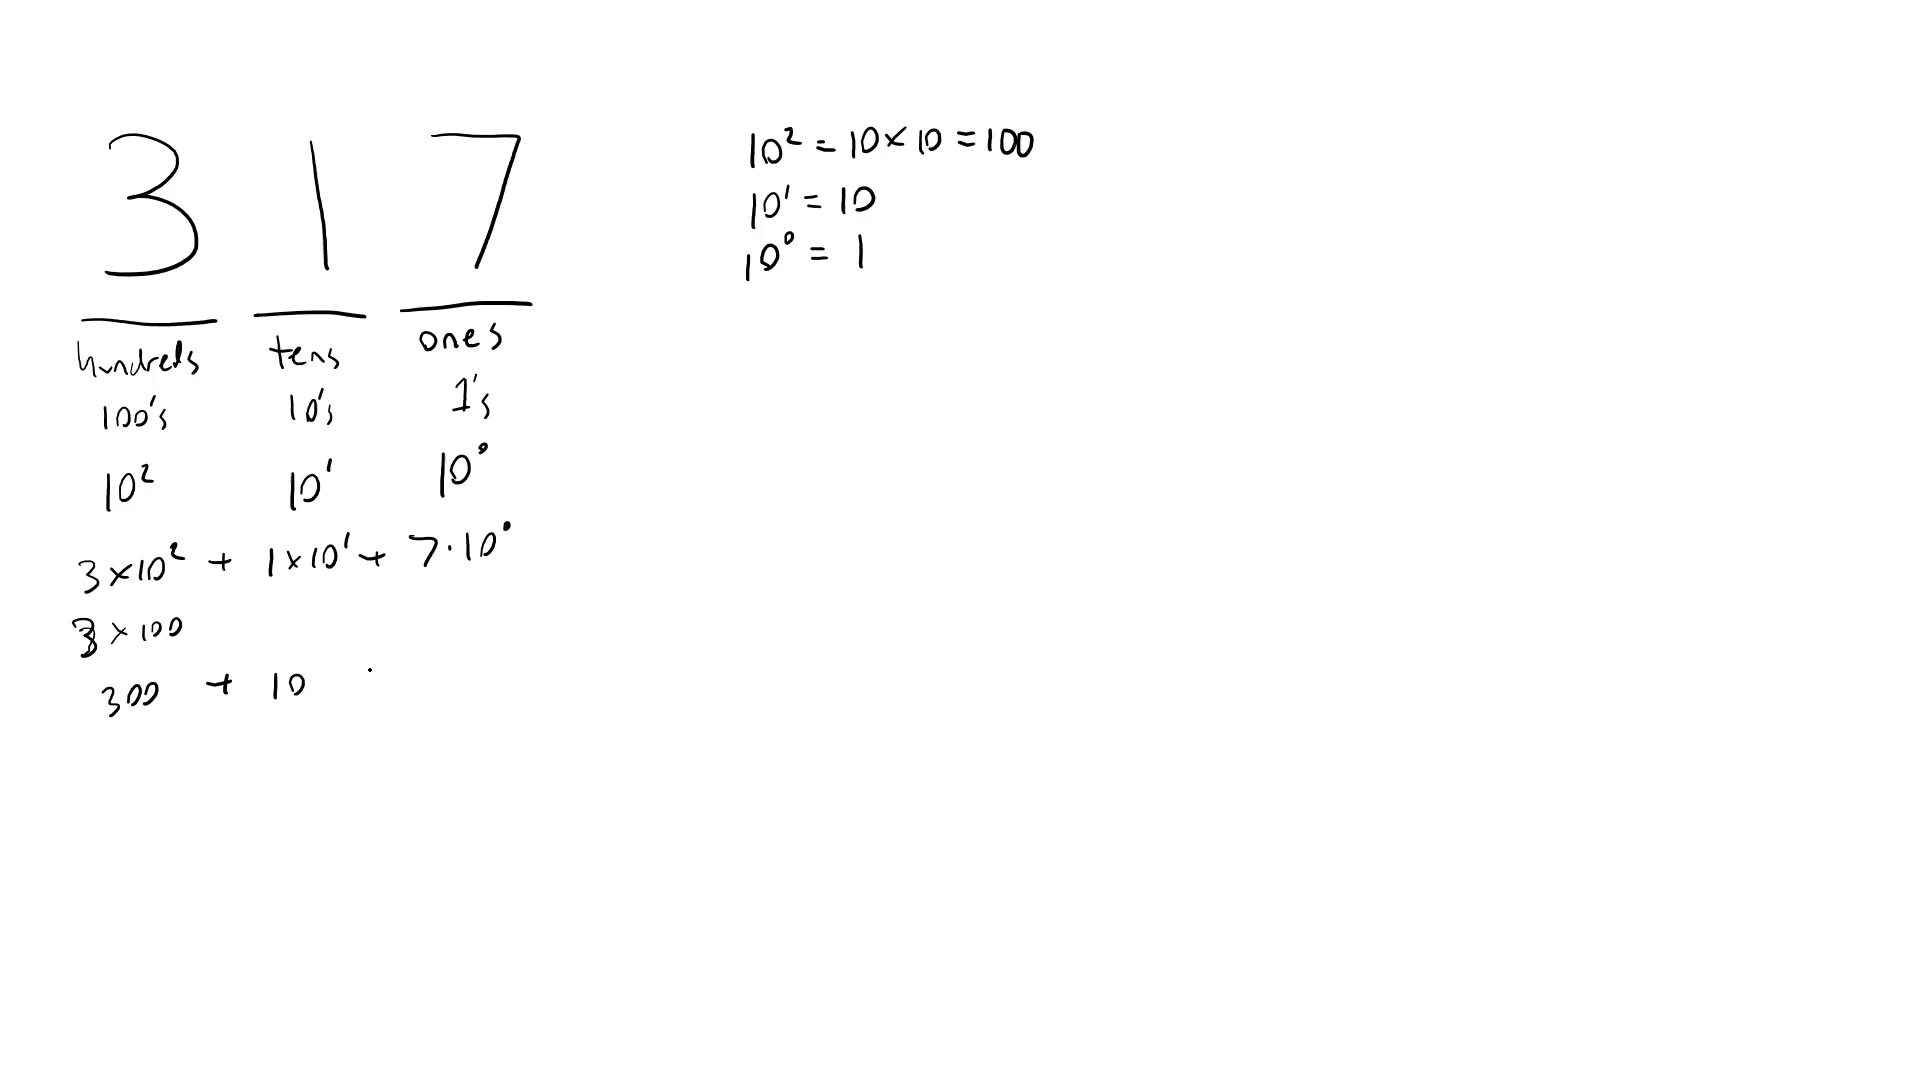 3 1 7
hundreds tens ones
100's 10's 1's
10² 10¹ 10⁰
3 × 10² + 1 × 10¹ + 7 · 10⁰
3 × 100
300 + 10
10² = 10 × 10 = 100
10¹ = 10
10⁰ = 1